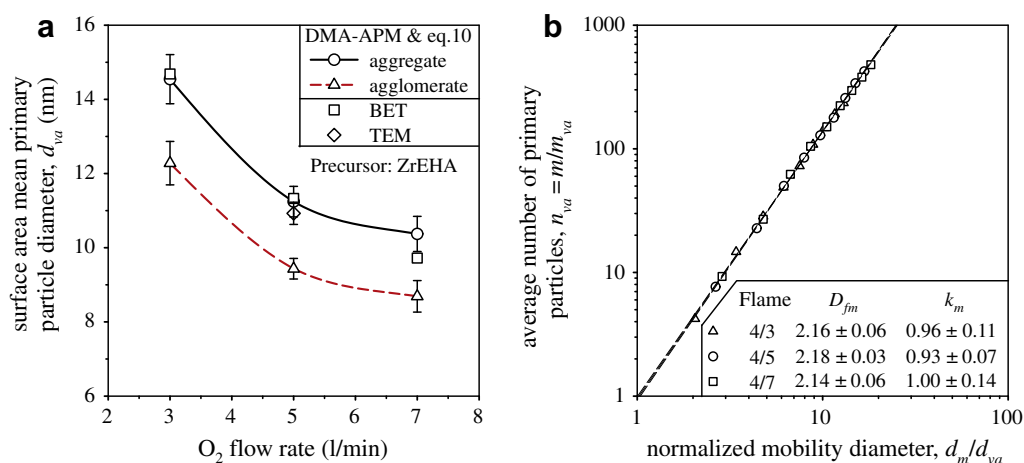 a
16
14
12
10
8
6
2 3 4 5 6 7 8
surface area mean primary
particle diameter, d_va (nm)
O2 flow rate (l/min)
DMA-APM & eq.10
aggregate
agglomerate
BET
TEM
Precursor: ZrEHA
b
1000
100
10
1
1 10 100
average number of primary
particles, n_va = m/m_va
normalized mobility diameter, d_m/d_va
Flame D_fm k_m
4/3 2.16 ± 0.06 0.96 ± 0.11
4/5 2.18 ± 0.03 0.93 ± 0.07
4/7 2.14 ± 0.06 1.00 ± 0.14